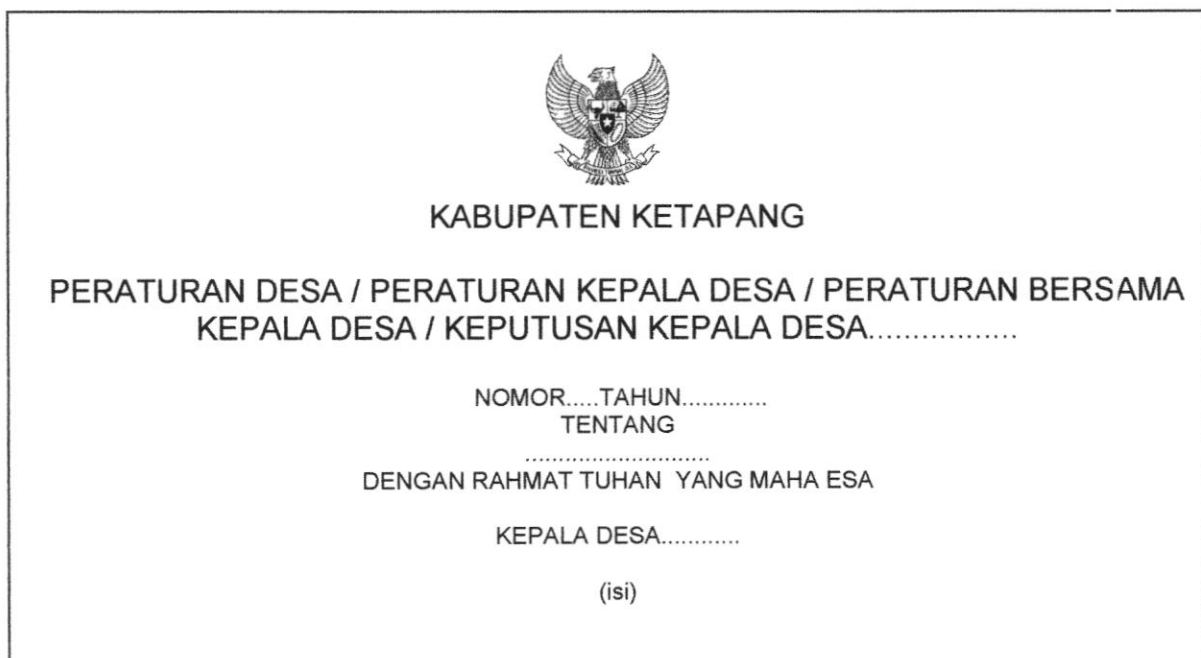 KABUPATEN KETAPANG
PERATURAN DESA / PERATURAN KEPALA DESA / PERATURAN BERSAMA
KEPALA DESA / KEPUTUSAN KEPALA DESA.................
NOMOR.....TAHUN.............
TENTANG
............................
DENGAN RAHMAT TUHAN YANG MAHA ESA
KEPALA DESA............
(isi)